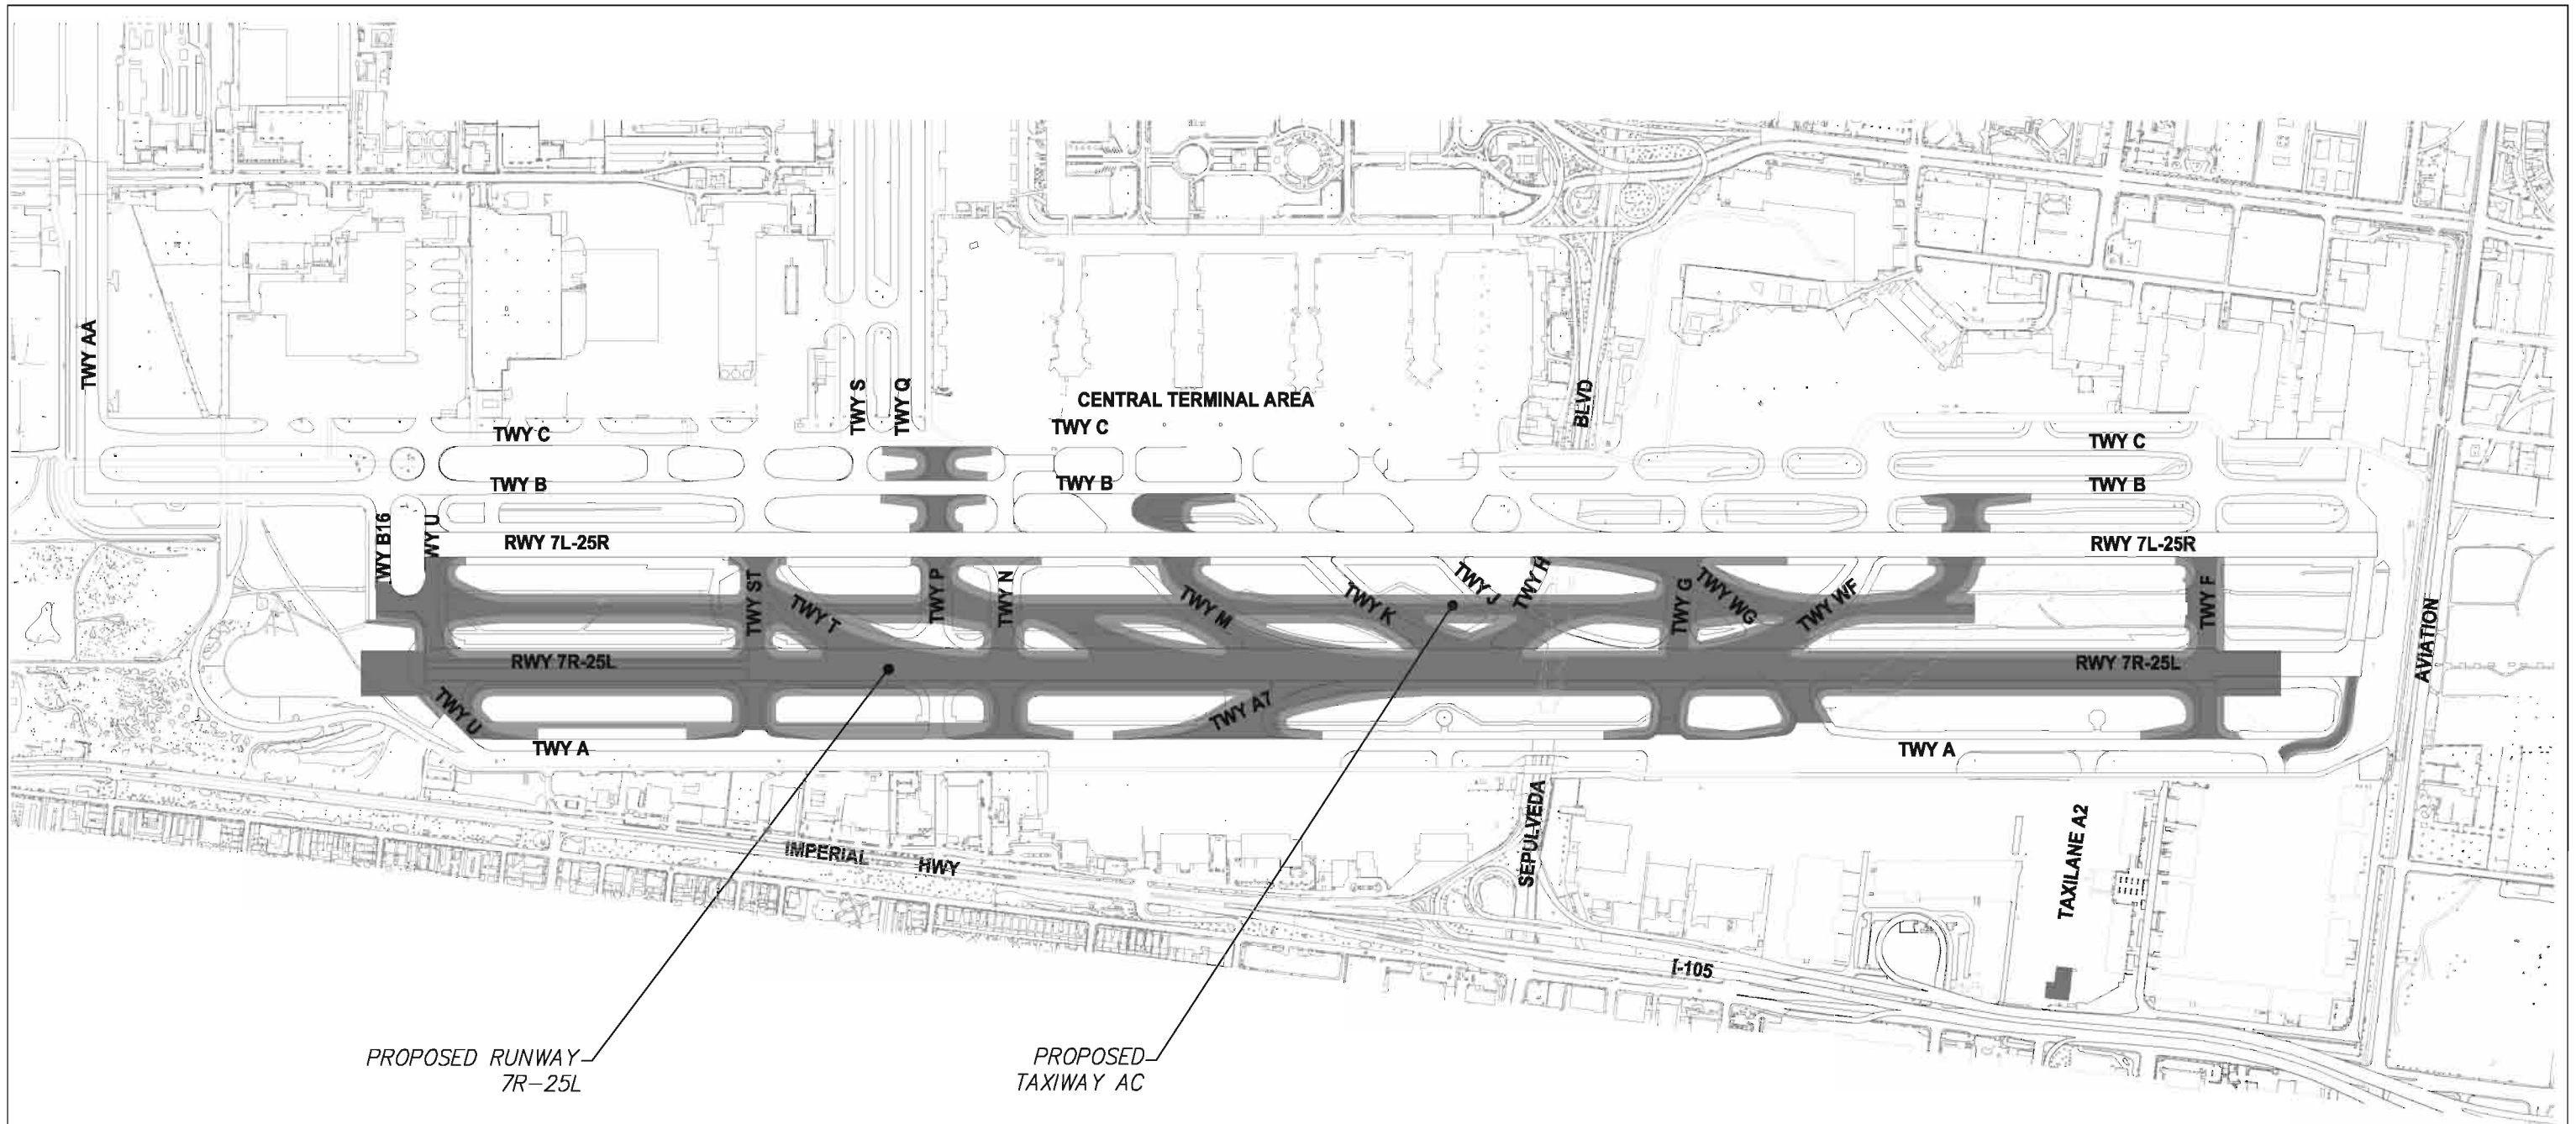 TWY AA
TWY S
TWY Q
CENTRAL TERMINAL AREA
BLVD
TWY C
TWY C
TWY C
TWY B
TWY B
TWY B
WY B16
WY U
RWY 7L-25R
RWY 7L-25R
TWY ST
TWY T
TWY P
TWY N
TWY M
TWY K
TWY J
TWY H
TWY G
TWY WG
TWY WF
TWY F
AVIATION
RWY 7R-25L
RWY 7R-25L
TWY U
TWY A7
TWY A
TWY A
SEPULVEDA
TAXILANE A2
IMPERIAL HWY
I-105
PROPOSED RUNWAY
7R-25L
PROPOSED
TAXIWAY AC